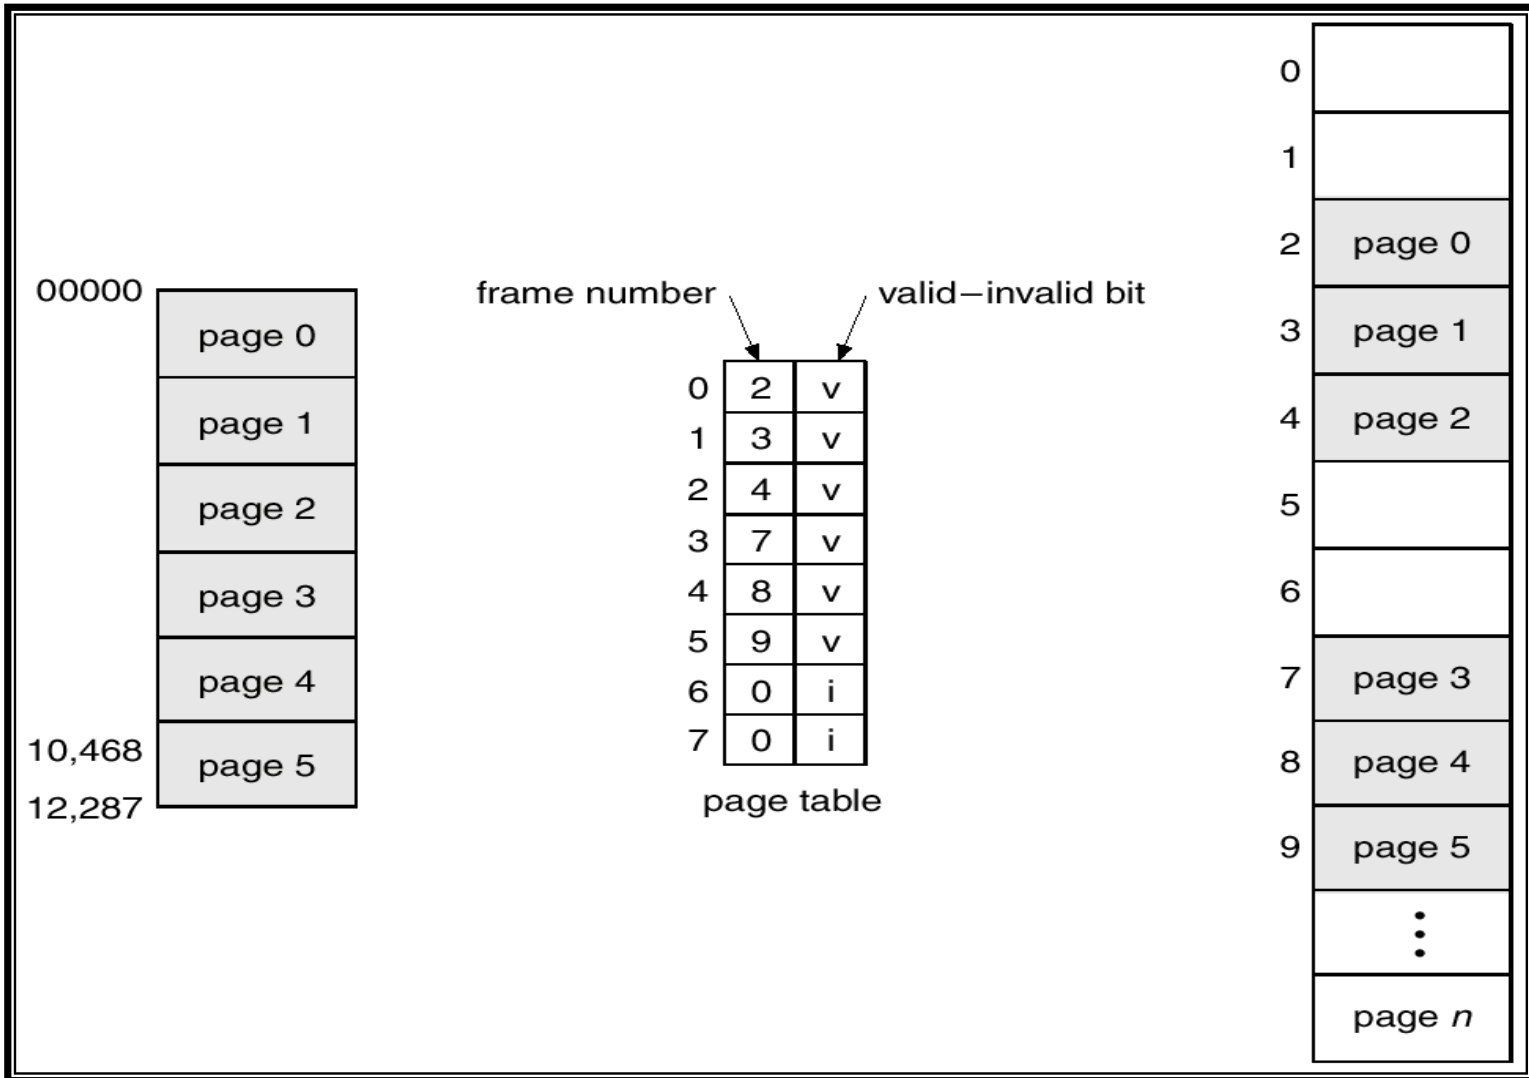 00000
page 0
page 1
page 2
page 3
page 4
10,468
page 5
12,287
frame number
valid–invalid bit
0 2 v
1 3 v
2 4 v
3 7 v
4 8 v
5 9 v
6 0 i
7 0 i
page table
0
1
2 page 0
3 page 1
4 page 2
5
6
7 page 3
8 page 4
9 page 5
⋮
page n